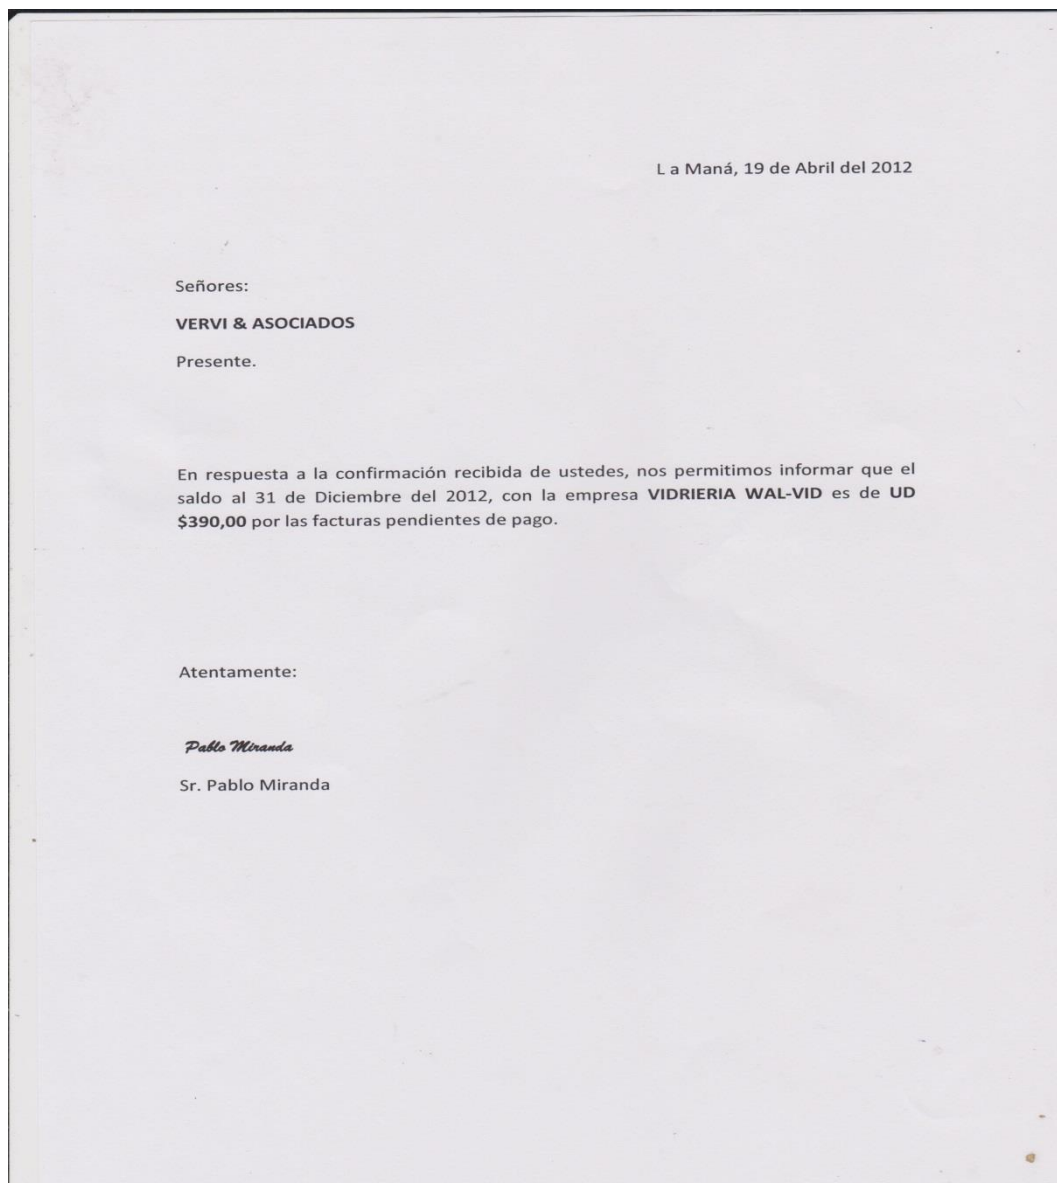 L a Maná, 19 de Abril del 2012
Señores:
VERVI & ASOCIADOS
Presente.
En respuesta a la confirmación recibida de ustedes, nos permitimos informar que el
saldo al 31 de Diciembre del 2012, con la empresa VIDRIERIA WAL-VID es de UD
$390,00 por las facturas pendientes de pago.
Atentamente:
Pablo Miranda
Sr. Pablo Miranda